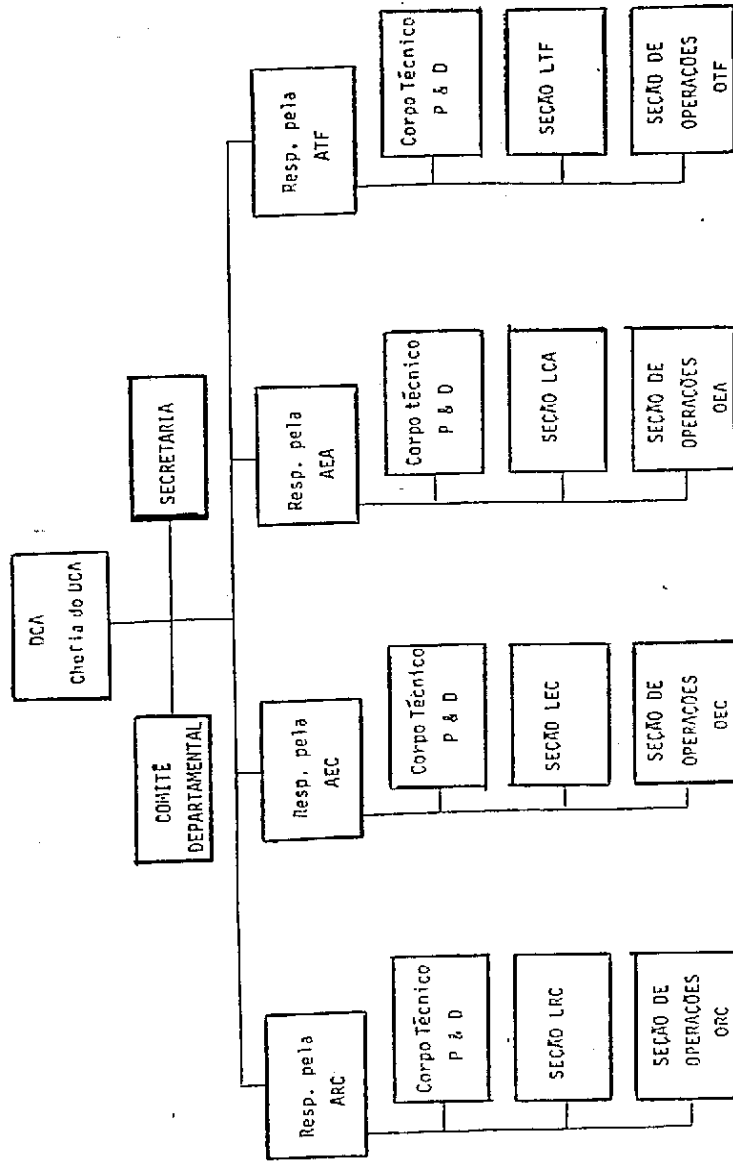 DCA
Chefia do DCA
COMITÊ
DEPARTAMENTAL
SECRETARIA
Resp. pela
ARC
Corpo Técnico
P & D
SEÇÃO LRC
SEÇÃO DE
OPERAÇÕES
ORC
Resp. pela
AEC
Corpo Técnico
P & D
SEÇÃO LEC
SEÇÃO DE
OPERAÇÕES
OEC
Resp. pela
AEA
Corpo técnico
P & D
SEÇÃO LCA
SEÇÃO DE
OPERAÇÕES
OEA
Resp. pela
ATF
Corpo Técnico
P & D
SEÇÃO LTF
SEÇÃO DE
OPERAÇÕES
OTF